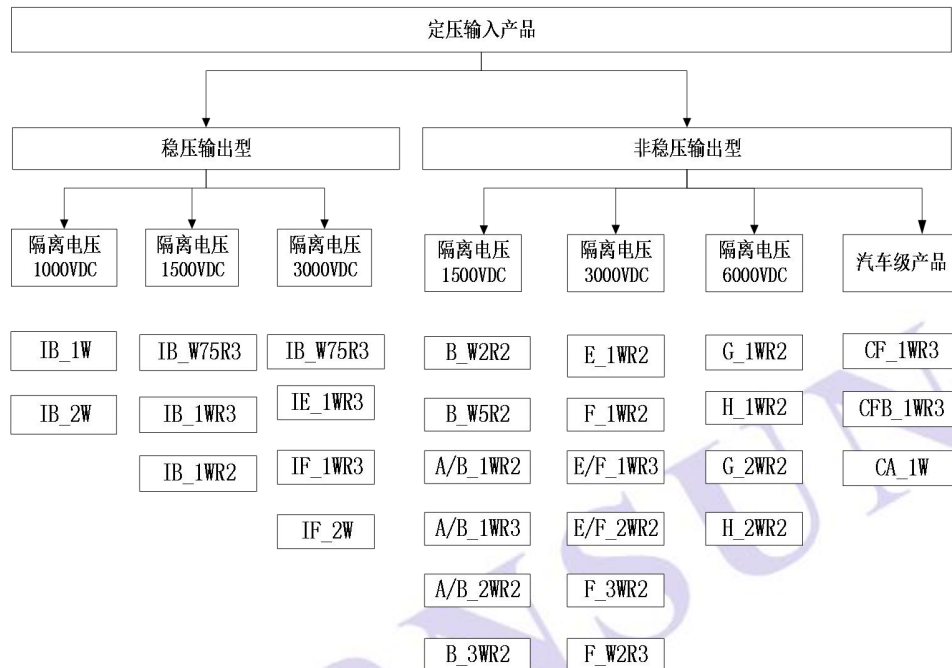 定压输入产品
稳压输出型
非稳压输出型
隔离电压
1000VDC
隔离电压
1500VDC
隔离电压
3000VDC
隔离电压
1500VDC
隔离电压
3000VDC
隔离电压
6000VDC
汽车级产品
IB_1W
IB_W75R3
IB_W75R3
B_W2R2
E_1WR2
G_1WR2
CF_1WR3
IB_2W
IB_1WR3
IE_1WR3
B_W5R2
F_1WR2
H_1WR2
CFB_1WR3
IB_1WR2
IF_1WR3
A/B_1WR2
E/F_1WR3
G_2WR2
CA_1W
IF_2W
A/B_1WR3
E/F_2WR2
H_2WR2
A/B_2WR2
F_3WR2
B_3WR2
F_W2R3